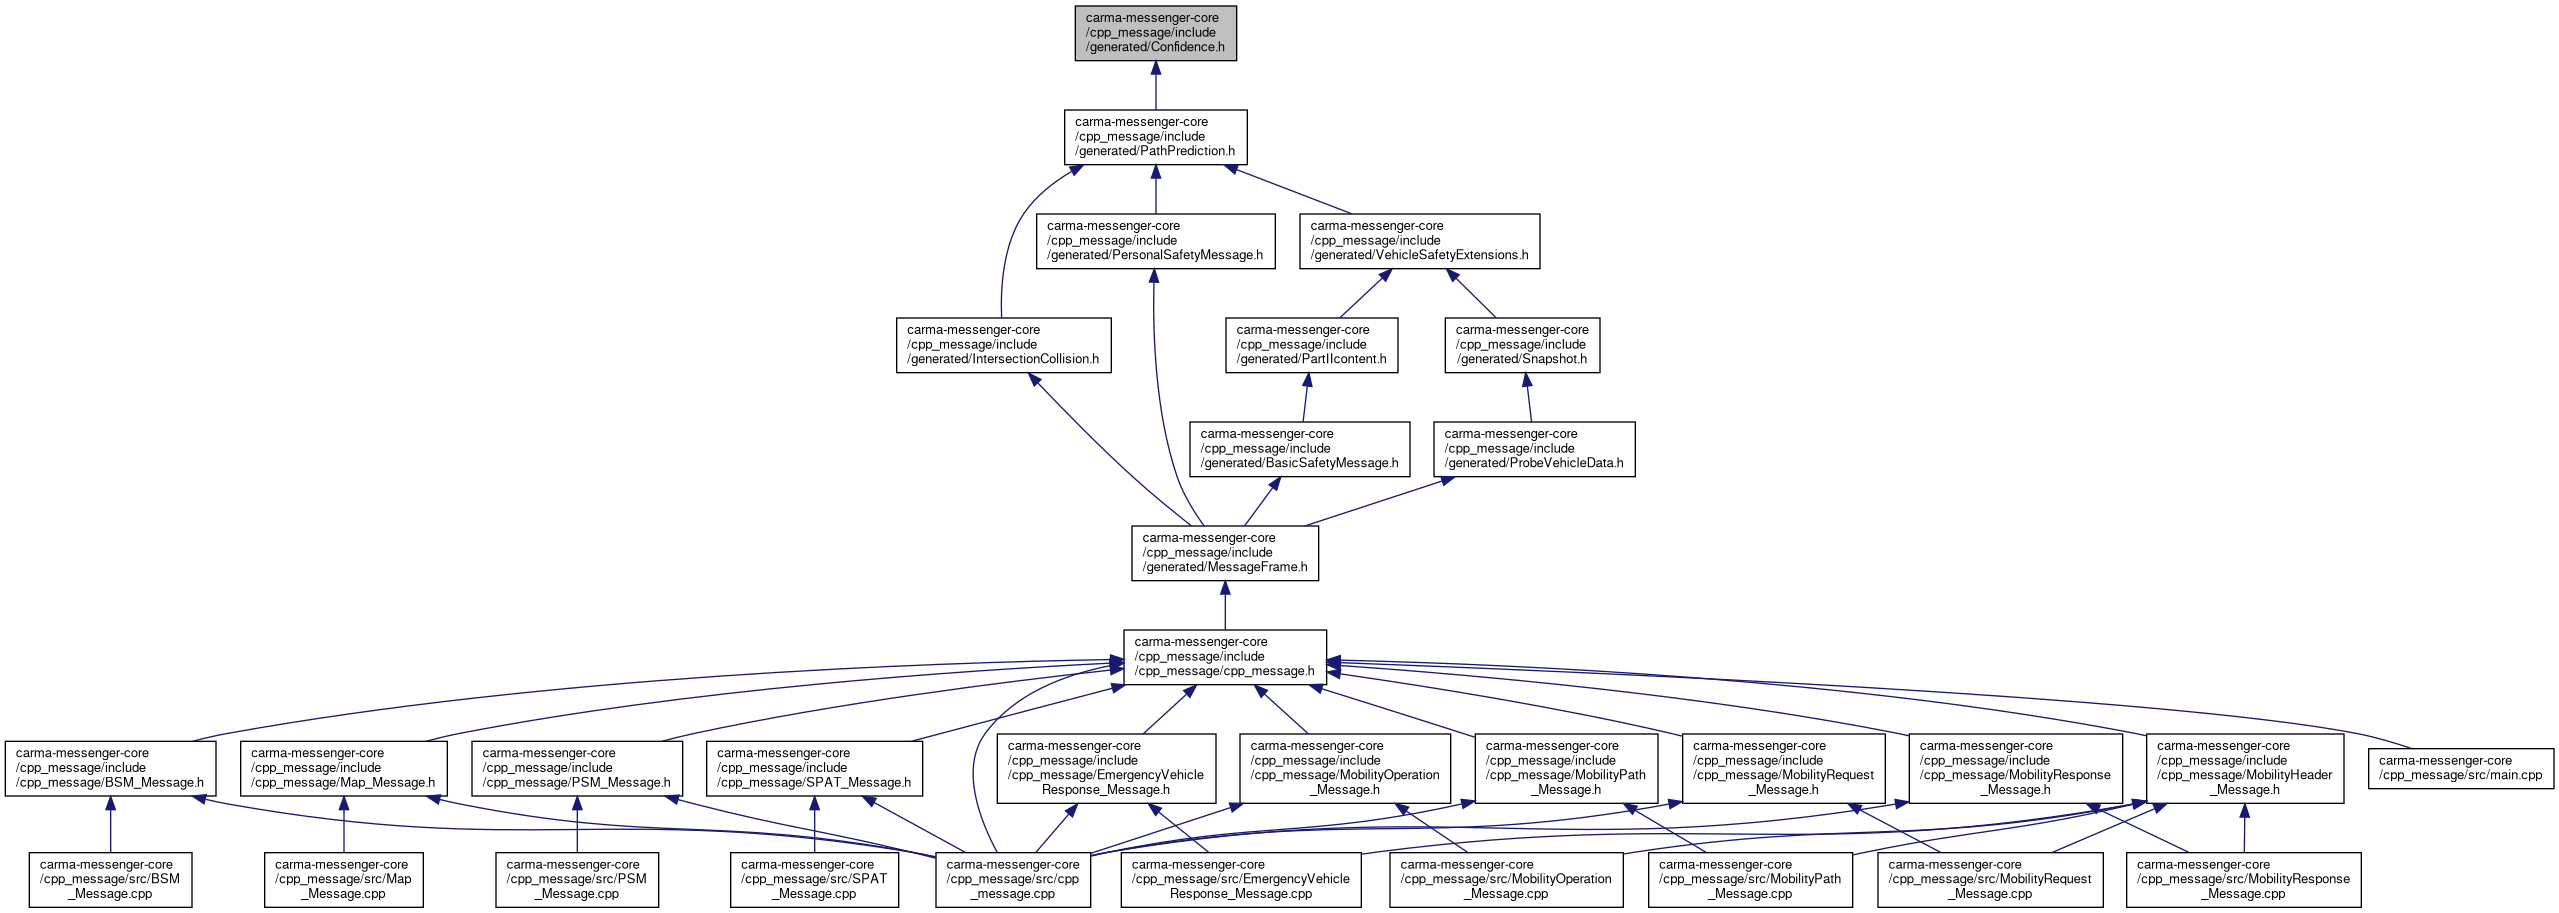 carma-messenger-core
/cpp_message/include
/generated/Confidence.h
carma-messenger-core
/cpp_message/include
/generated/PathPrediction.h
carma-messenger-core
/cpp_message/include
/generated/PersonalSafetyMessage.h
carma-messenger-core
/cpp_message/include
/generated/VehicleSafetyExtensions.h
carma-messenger-core
/cpp_message/include
/generated/IntersectionCollision.h
carma-messenger-core
/cpp_message/include
/generated/PartIIcontent.h
carma-messenger-core
/cpp_message/include
/generated/Snapshot.h
carma-messenger-core
/cpp_message/include
/generated/BasicSafetyMessage.h
carma-messenger-core
/cpp_message/include
/generated/ProbeVehicleData.h
carma-messenger-core
/cpp_message/include
/generated/MessageFrame.h
carma-messenger-core
/cpp_message/include
/cpp_message/cpp_message.h
carma-messenger-core
/cpp_message/include
/cpp_message/BSM_Message.h
carma-messenger-core
/cpp_message/include
/cpp_message/Map_Message.h
carma-messenger-core
/cpp_message/include
/cpp_message/PSM_Message.h
carma-messenger-core
/cpp_message/include
/cpp_message/SPAT_Message.h
carma-messenger-core
/cpp_message/include
/cpp_message/EmergencyVehicle
Response_Message.h
carma-messenger-core
/cpp_message/include
/cpp_message/MobilityOperation
_Message.h
carma-messenger-core
/cpp_message/include
/cpp_message/MobilityPath
_Message.h
carma-messenger-core
/cpp_message/include
/cpp_message/MobilityRequest
_Message.h
carma-messenger-core
/cpp_message/include
/cpp_message/MobilityResponse
_Message.h
carma-messenger-core
/cpp_message/include
/cpp_message/MobilityHeader
_Message.h
carma-messenger-core
/cpp_message/src/main.cpp
carma-messenger-core
/cpp_message/src/BSM
_Message.cpp
carma-messenger-core
/cpp_message/src/Map
_Message.cpp
carma-messenger-core
/cpp_message/src/PSM
_Message.cpp
carma-messenger-core
/cpp_message/src/SPAT
_Message.cpp
carma-messenger-core
/cpp_message/src/cpp
_message.cpp
carma-messenger-core
/cpp_message/src/EmergencyVehicle
Response_Message.cpp
carma-messenger-core
/cpp_message/src/MobilityOperation
_Message.cpp
carma-messenger-core
/cpp_message/src/MobilityPath
_Message.cpp
carma-messenger-core
/cpp_message/src/MobilityRequest
_Message.cpp
carma-messenger-core
/cpp_message/src/MobilityResponse
_Message.cpp